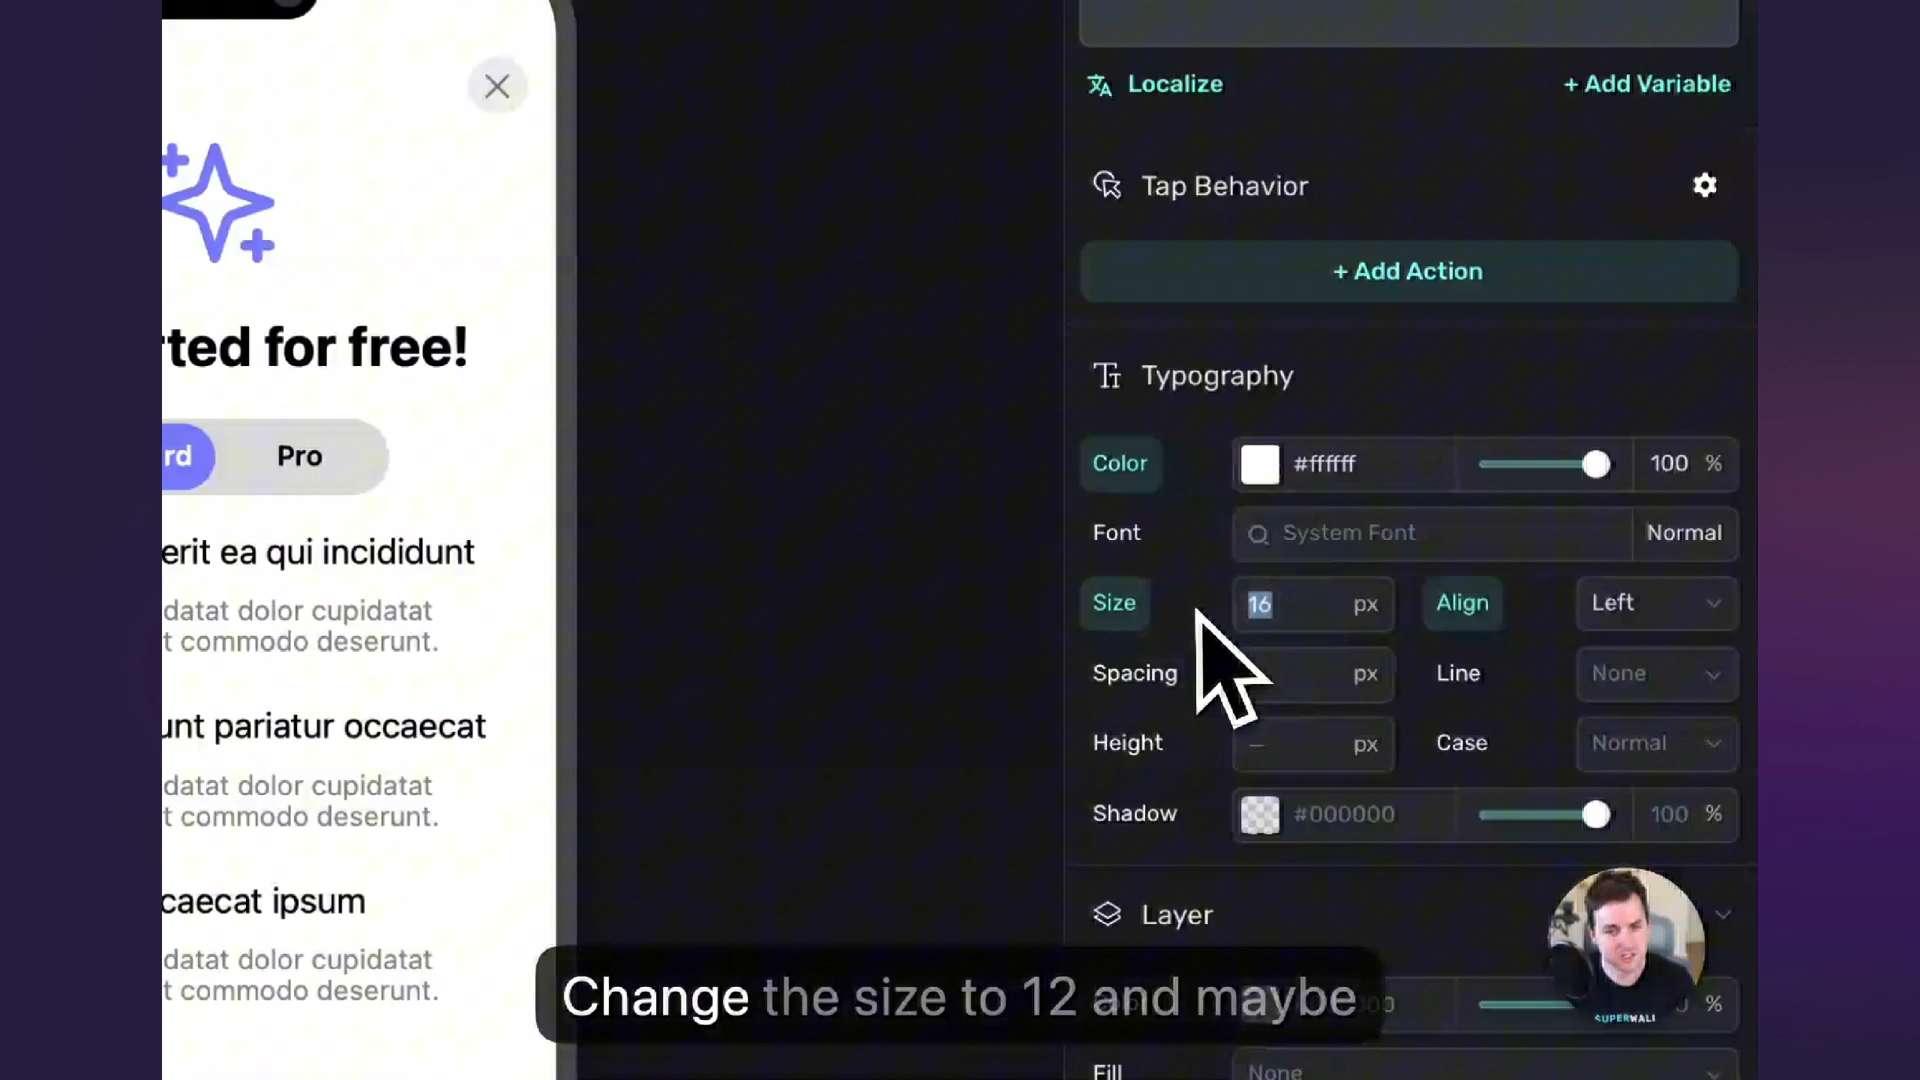 rted for free!
rd
Pro
erit ea qui incididunt
datat dolor cupidatat
t commodo deserunt.
unt pariatur occaecat
datat dolor cupidatat
t commodo deserunt.
caecat ipsum
datat dolor cupidatat
t commodo deserunt.
Localize
+ Add Variable
Tap Behavior
+ Add Action
Typography
Color
#ffffff
100 %
Font
System Font
Normal
Size
16
px
Align
Left
Spacing
px
Line
None
Height
–
px
Case
Normal
Shadow
#000000
100 %
Layer
%
Fill
None
Change the size to 12 and maybe
SUPERWALL